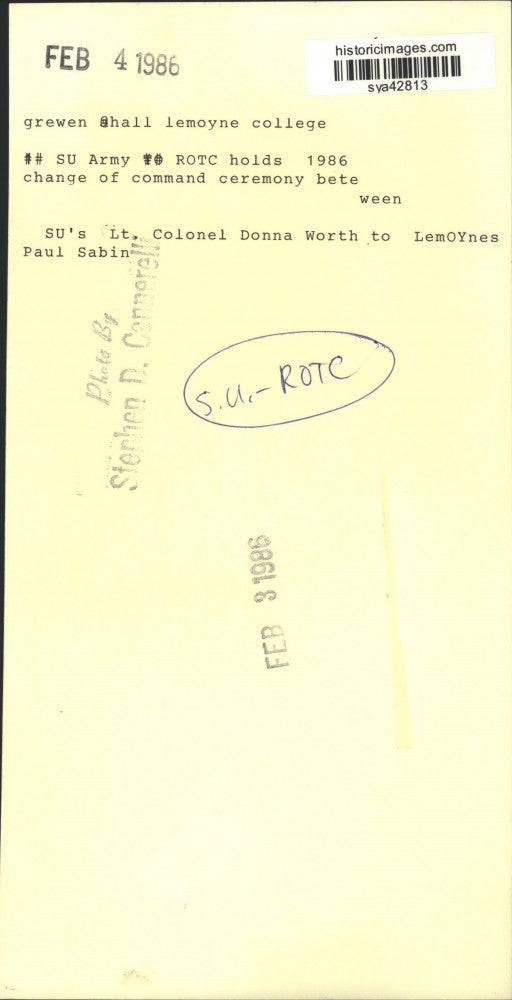 FEB 4 1986
historicimages.com
sya42813
grewen @hall lemoyne college
## SU Army ## ROTC holds 1986
change of command ceremony bete
ween
SU's Lt. Colonel Donna Worth to LemOYnes
Paul Sabin
Photo By
Stephen D. Cannerelli
S.U.- ROTC
FEB 3 1986